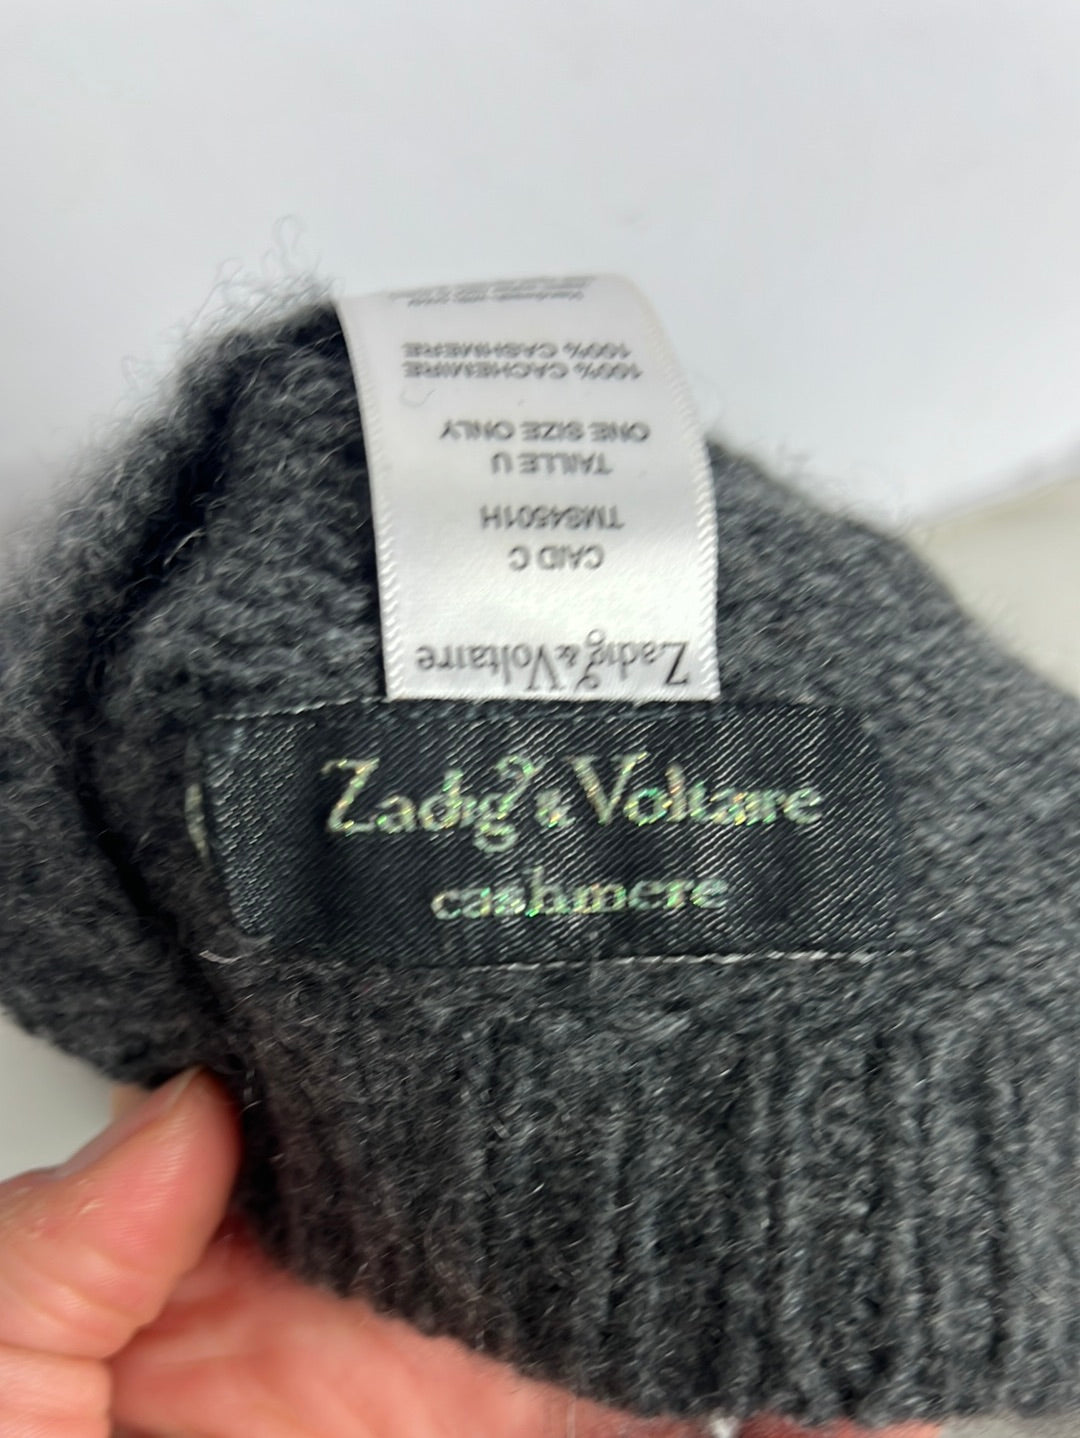 Zadig & Voltaire
cashmere
Zadig & Voltaire
CAID C
TMS4501H
TAILLE U
ONE SIZE ONLY
100% CACHEMIRE
100% CASHMERE